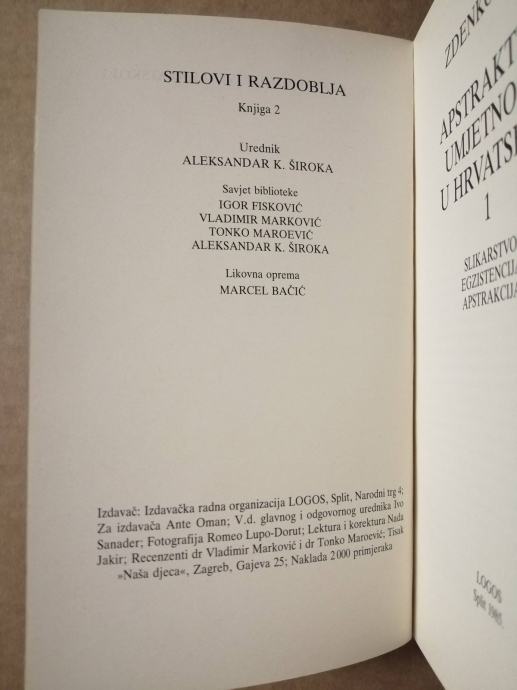 STILOVI I RAZDOBLJA
Knjiga 2
Urednik
ALEKSANDAR K. ŠIROKA
Savjet biblioteke
IGOR FISKOVIĆ
VLADIMIR MARKOVIĆ
TONKO MAROEVIĆ
ALEKSANDAR K. ŠIROKA
Likovna oprema
MARCEL BAČIĆ
Izdavač: Izdavačka radna organizacija LOGOS, Split, Narodni trg 4;
Za izdavača Ante Oman; V.d. glavnog i odgovornog urednika Ivo
Sanader; Fotografija Romeo Lupo-Dorut; Lektura i korektura Nada
Jakir; Recenzenti dr Vladimir Marković i dr Tonko Maroević; Tisak
»Naša djeca«, Zagreb, Gajeva 25; Naklada 2000 primjeraka
ZDENKO
APSTRAKT
UMJETNO
U HRVATS
1
SLIKARSTVO
EGZISTENCIJA
APSTRAKCIJA
LOGOS
Split 1985.